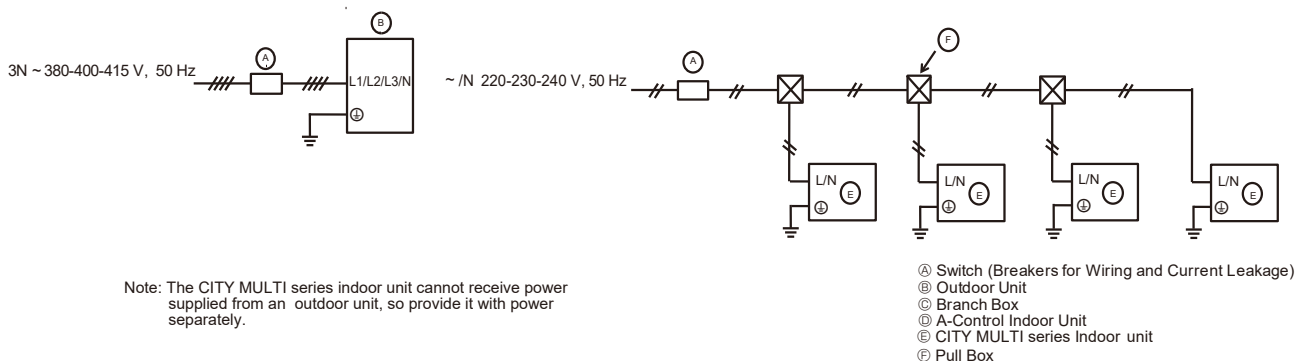 3N ~ 380-400-415 V, 50 Hz
A
B
L1/L2/L3/N
~ /N 220-230-240 V, 50 Hz
A
F
L/N
E
L/N
E
L/N
E
L/N
E
Note: The CITY MULTI series indoor unit cannot receive power
supplied from an outdoor unit, so provide it with power
separately.
Ⓐ Switch (Breakers for Wiring and Current Leakage)
Ⓑ Outdoor Unit
Ⓒ Branch Box
Ⓓ A-Control Indoor Unit
Ⓔ CITY MULTI series Indoor unit
Ⓕ Pull Box